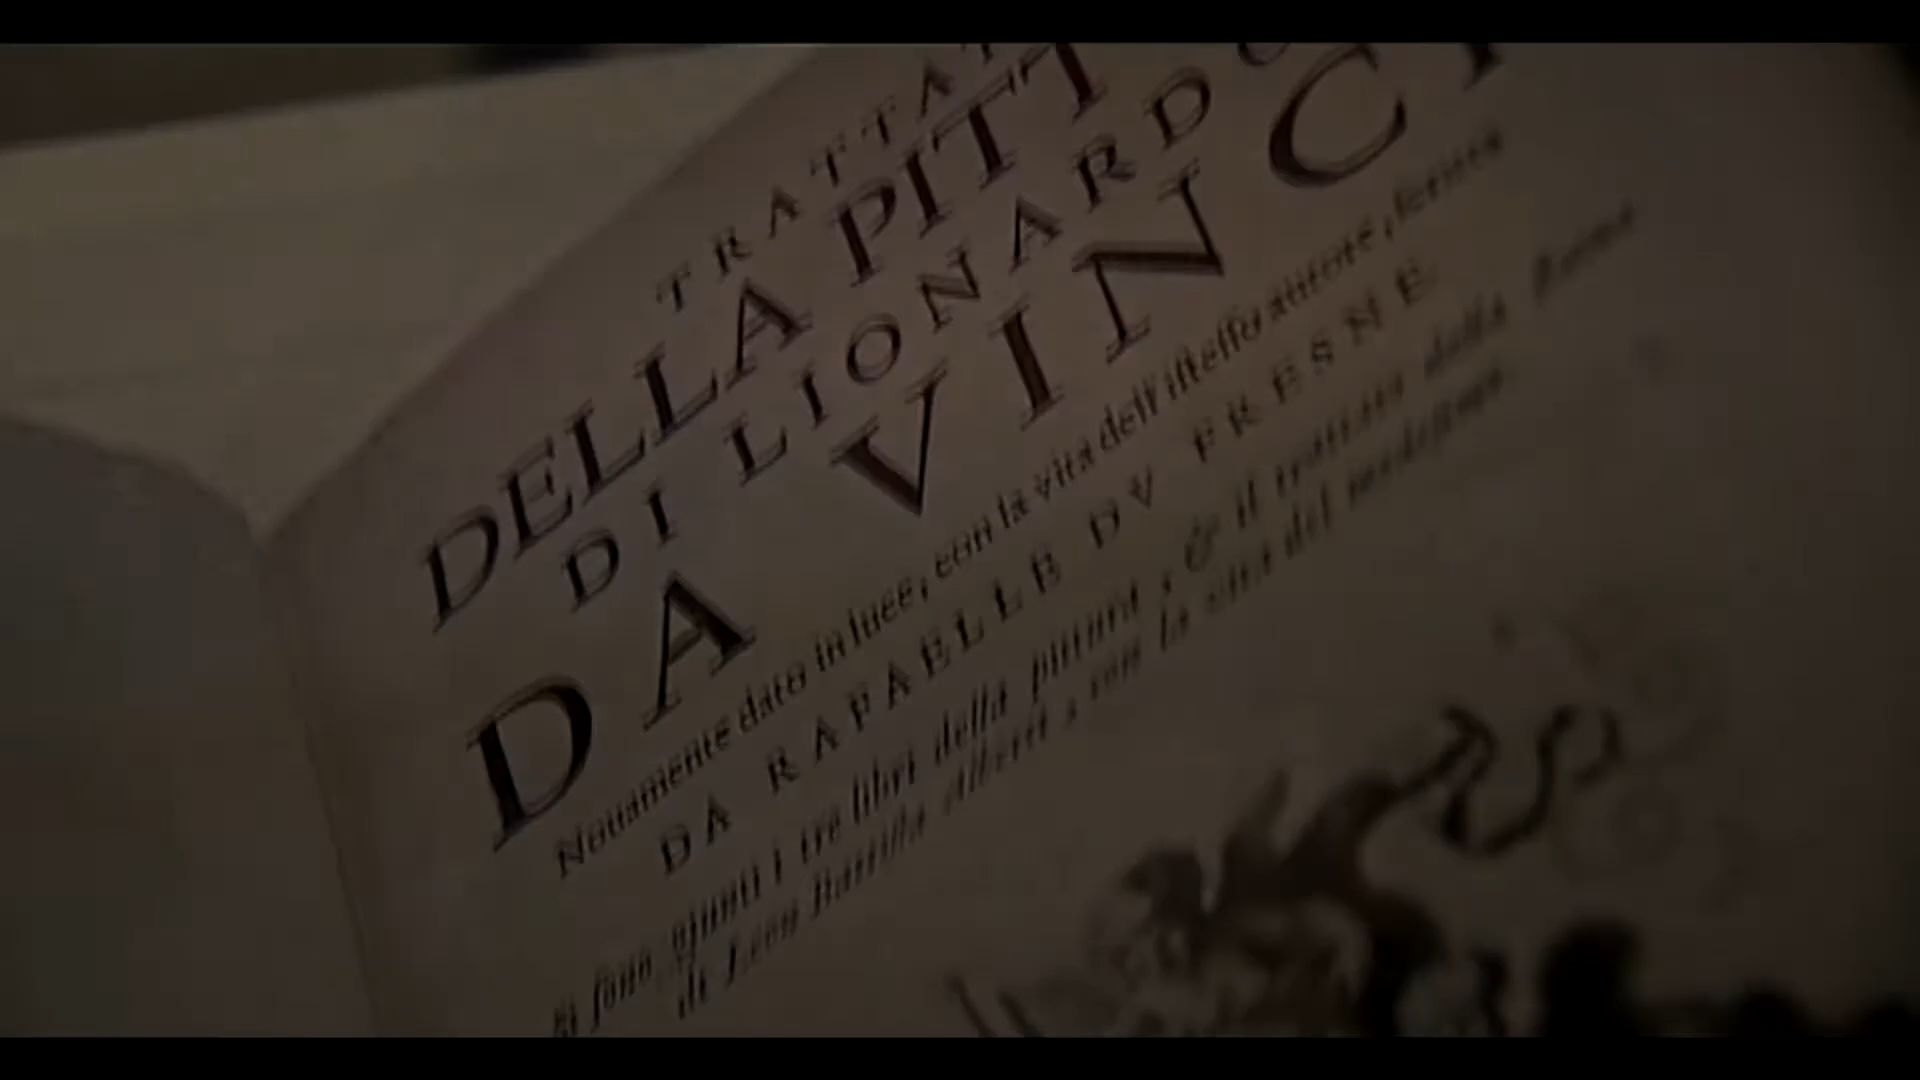 TRATTAT
DELLA PITT
DI LIONARDO
DA VINCI
Nouamente dato in luce, con la vita dell'istesso autore, scritta
DA RAFAELLE DV FRESNE
Si sono giunti i tre libri della pittura, & il trattato della statua
di Leon Battista Alberti, con la vita del medesimo